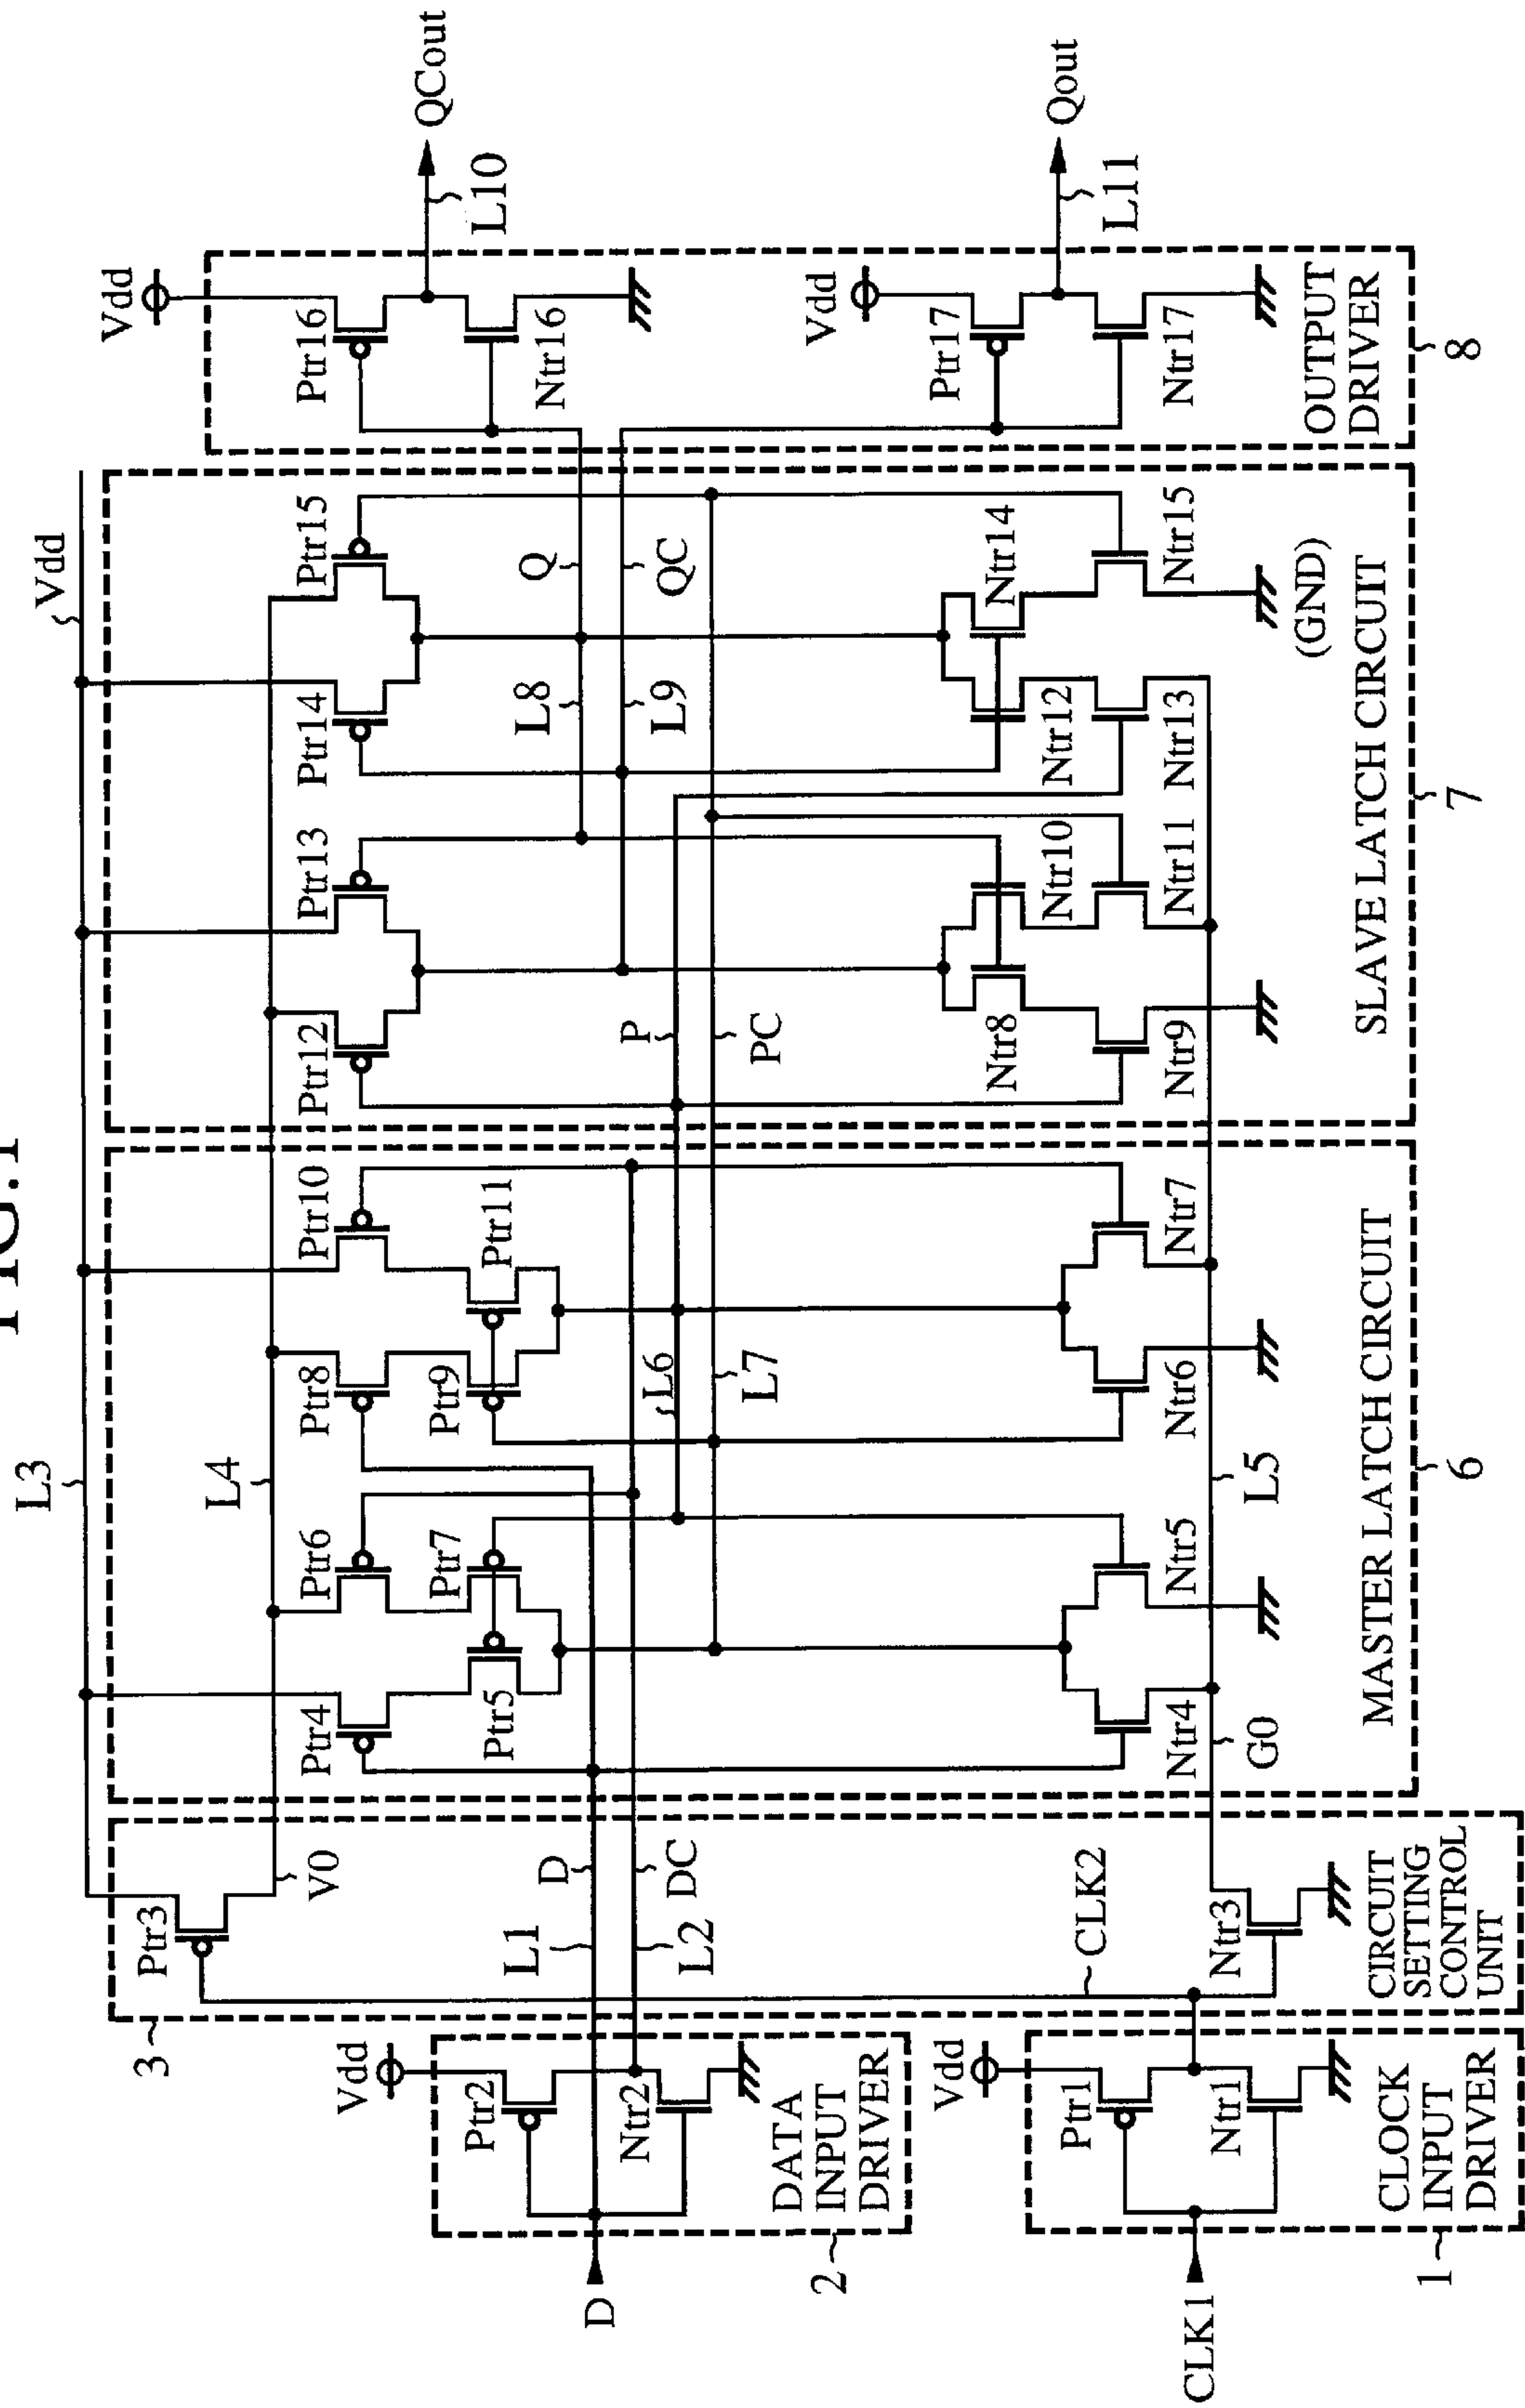 FIG.1
L3
Vdd
Vdd
Ptr3
V0
L4
Ptr4
Ptr5
Ptr6
Ptr7
Ptr8
Ptr9
Ptr10
Ptr11
Ptr12
Ptr13
Ptr14
Ptr15
Ptr16
Ntr16
QCout
L10
3
Vdd
Ptr2
Ntr2
DATA
INPUT
DRIVER
2
D
L1
D
L2
DC
L6
L7
P
PC
L8
Q
L9
QC
Vdd
Ptr17
Ntr17
Qout
L11
Vdd
Ptr1
Ntr1
CLOCK
INPUT
DRIVER
1
CLK1
CLK2
Ntr3
CIRCUIT
SETTING
CONTROL
UNIT
G0
L5
Ntr4
Ntr5
Ntr6
Ntr7
Ntr8
Ntr9
Ntr10
Ntr11
Ntr12
Ntr13
Ntr14
Ntr15
(GND)
MASTER LATCH CIRCUIT
6
SLAVE LATCH CIRCUIT
7
OUTPUT
DRIVER
8